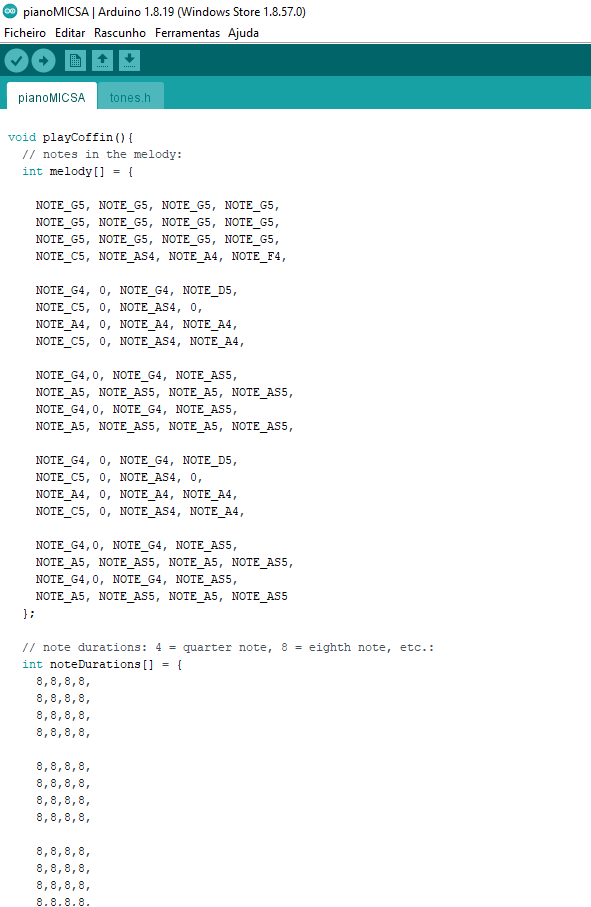 pianoMICSA | Arduino 1.8.19 (Windows Store 1.8.57.0)
Ficheiro Editar Rascunho Ferramentas Ajuda
pianoMICSA tones.h
void playCoffin(){
// notes in the melody:
int melody[] = {
NOTE_G5, NOTE_G5, NOTE_G5, NOTE_G5,
NOTE_G5, NOTE_G5, NOTE_G5, NOTE_G5,
NOTE_G5, NOTE_G5, NOTE_G5, NOTE_G5,
NOTE_C5, NOTE_AS4, NOTE_A4, NOTE_F4,
NOTE_G4, 0, NOTE_G4, NOTE_D5,
NOTE_C5, 0, NOTE_AS4, 0,
NOTE_A4, 0, NOTE_A4, NOTE_A4,
NOTE_C5, 0, NOTE_AS4, NOTE_A4,
NOTE_G4,0, NOTE_G4, NOTE_AS5,
NOTE_A5, NOTE_AS5, NOTE_A5, NOTE_AS5,
NOTE_G4,0, NOTE_G4, NOTE_AS5,
NOTE_A5, NOTE_AS5, NOTE_A5, NOTE_AS5,
NOTE_G4, 0, NOTE_G4, NOTE_D5,
NOTE_C5, 0, NOTE_AS4, 0,
NOTE_A4, 0, NOTE_A4, NOTE_A4,
NOTE_C5, 0, NOTE_AS4, NOTE_A4,
NOTE_G4,0, NOTE_G4, NOTE_AS5,
NOTE_A5, NOTE_AS5, NOTE_A5, NOTE_AS5,
NOTE_G4,0, NOTE_G4, NOTE_AS5,
NOTE_A5, NOTE_AS5, NOTE_A5, NOTE_AS5
};
// note durations: 4 = quarter note, 8 = eighth note, etc.:
int noteDurations[] = {
8,8,8,8,
8,8,8,8,
8,8,8,8,
8,8,8,8,
8,8,8,8,
8,8,8,8,
8,8,8,8,
8,8,8,8,
8,8,8,8,
8,8,8,8,
8,8,8,8,
8,8,8,8,